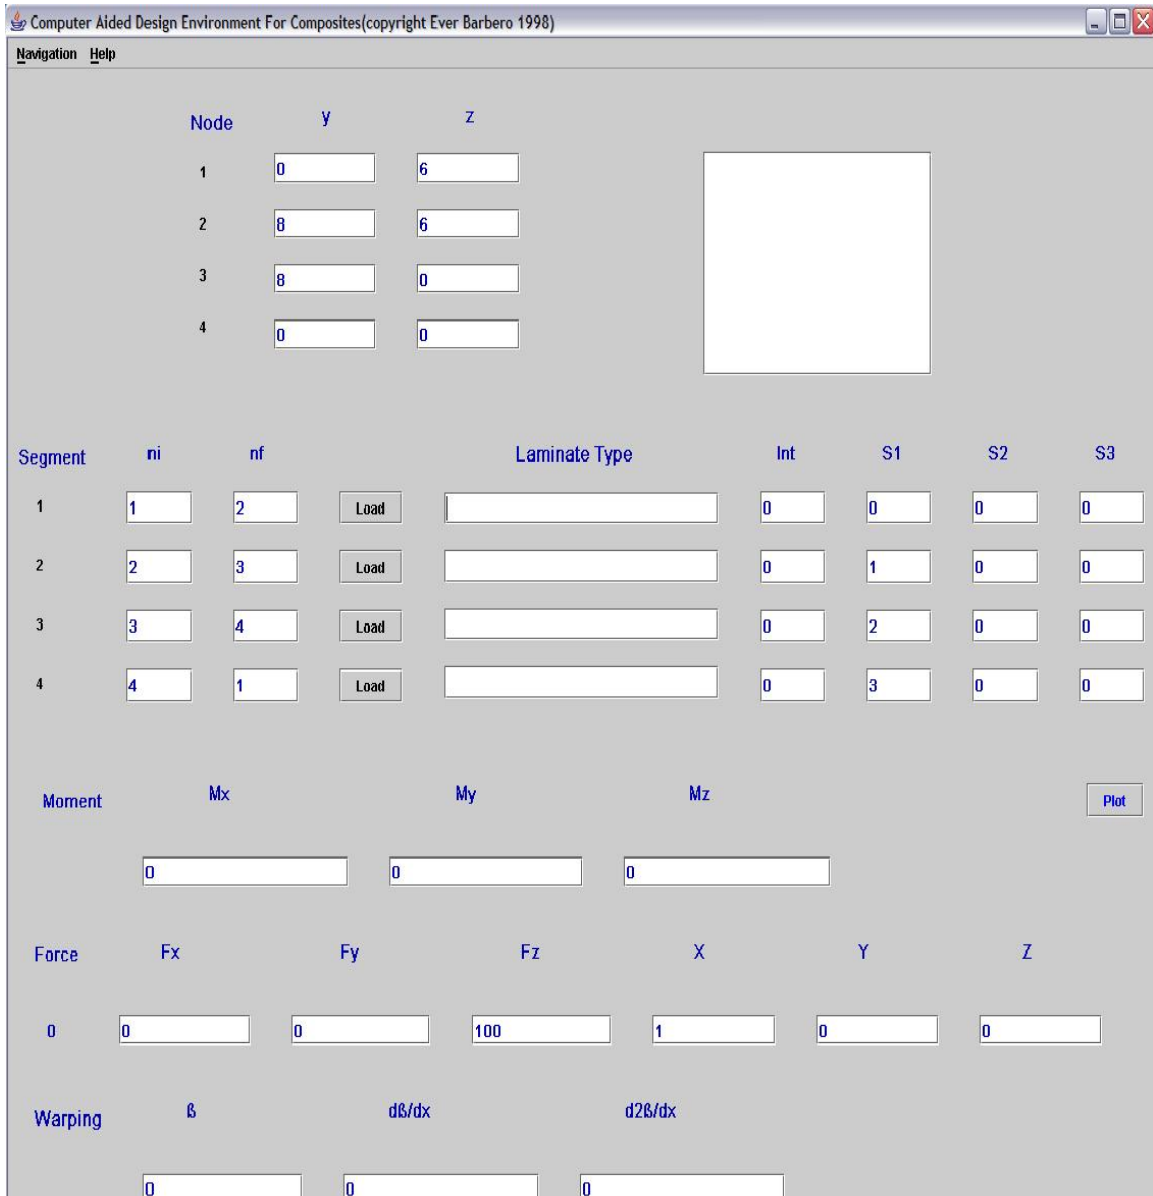 Computer Aided Design Environment For Composites(copyright Ever Barbero 1998)
Navigation Help
Node y z
1 0 6
2 8 6
3 8 0
4 0 0
Segment ni nf Laminate Type Int S1 S2 S3
1 1 2 Load 0 0 0 0
2 2 3 Load 0 1 0 0
3 3 4 Load 0 2 0 0
4 4 1 Load 0 3 0 0
Moment Mx My Mz Plot
0 0 0
Force Fx Fy Fz X Y Z
0 0 0 100 1 0 0
Warping ß dß/dx d2ß/dx
0 0 0